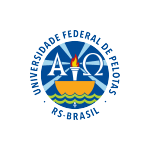 UNIVERSIDADE FEDERAL DE PELOTAS
Α Ω
· RS-BRASIL ·